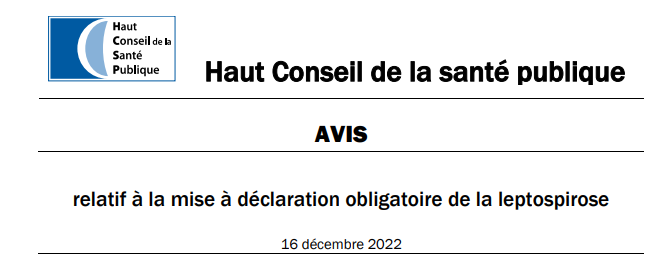 Haut
Conseil de la
Santé
Publique
Haut Conseil de la santé publique
AVIS
relatif à la mise à déclaration obligatoire de la leptospirose
16 décembre 2022